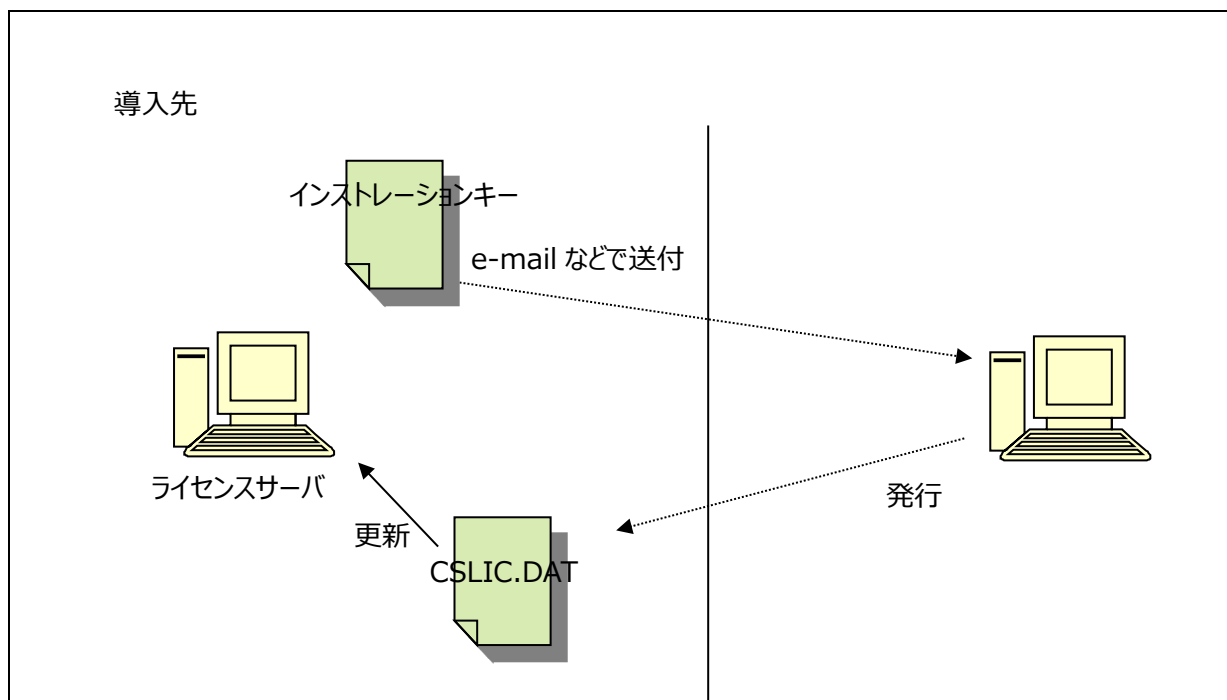 導入先
インストレーションキー
e-mail などで送付
ライセンスサーバ
発行
更新
CSLIC.DAT